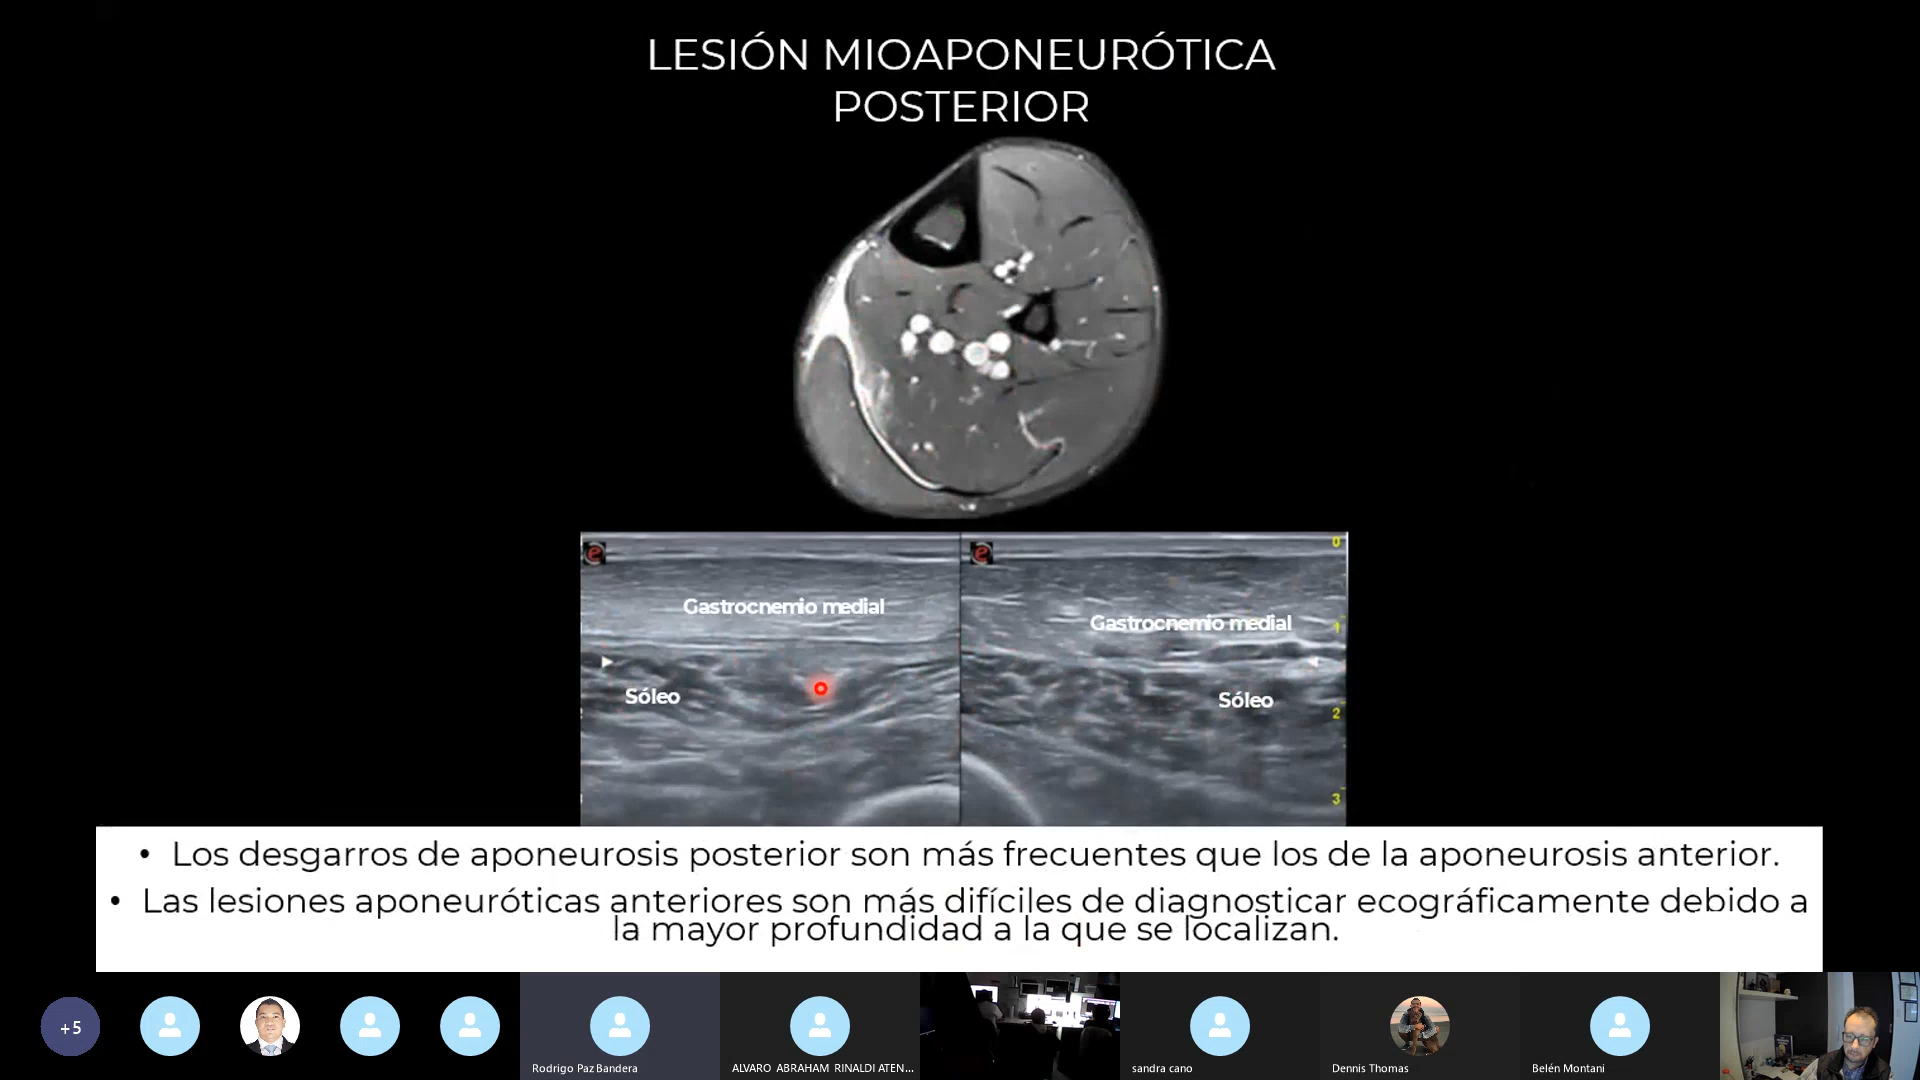 LESIÓN MIOAPONEURÓTICA
POSTERIOR
e
e
0
Gastrocnemio medial
Gastrocnemio medial
1
Sóleo
Sóleo
2
3
• Los desgarros de aponeurosis posterior son más frecuentes que los de la aponeurosis anterior.
• Las lesiones aponeuróticas anteriores son más difíciles de diagnosticar ecográficamente debido a
la mayor profundidad a la que se localizan.
+5
Rodrigo Paz Bandera
ALVARO ABRAHAM RINALDI ATEN...
sandra cano
Dennis Thomas
Belén Montani